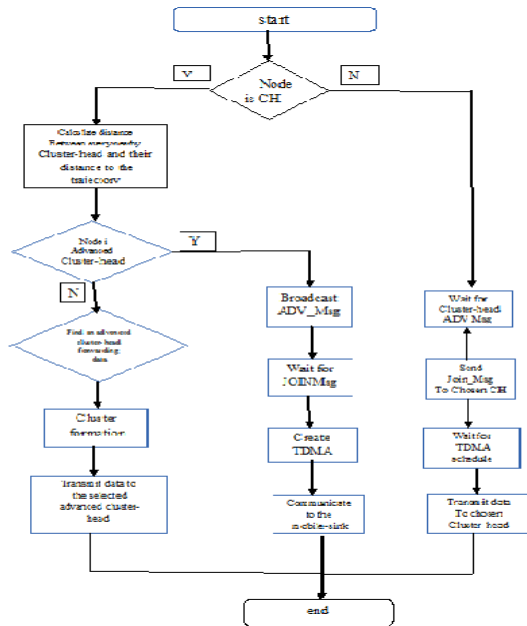 start
Node
is CH
Y
N
Calculate distance
Between every
Cluster-head and their
distance to the
trajectory
Node i
Advanced
Cluster-head
Y
N
Find an advanced
cluster-head
forwarding
data
Cluster
formation
Transmit data to
the selected
advanced cluster-
head
Broadcast
ADV_Msg
Wait for
JOINMsg
Create
TDMA
Communicate
to the
mobile-sink
Wait for
Cluster-head
ADV Msg
Send
Join_Msg
To Chosen CH
Wait for
TDMA
schedule
Transmit data
To chosen
Cluster_head
end